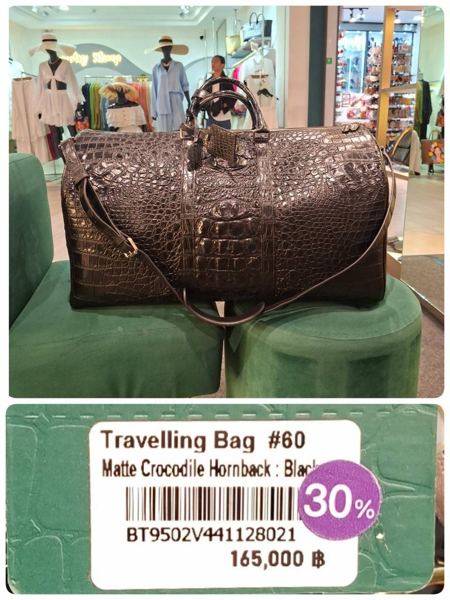 Travelling Bag #60
Matte Crocodile Hornback : Black
30%
BT9502V441128021
165,000 ฿